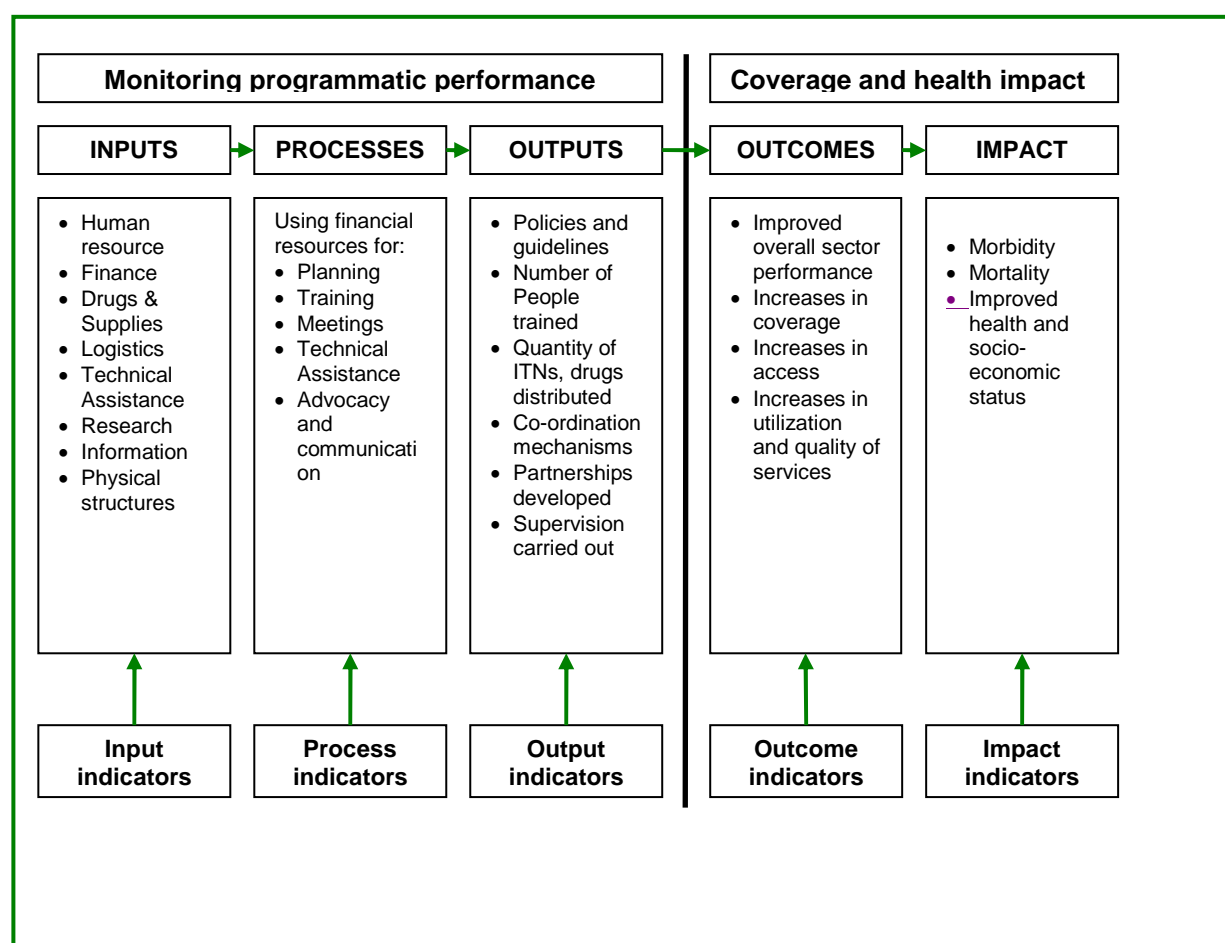 Monitoring programmatic performance
Coverage and health impact
INPUTS
PROCESSES
OUTPUTS
OUTCOMES
IMPACT
• Human
resource
• Finance
• Drugs &
Supplies
• Logistics
• Technical
Assistance
• Research
• Information
• Physical
structures
Using financial
resources for:
• Planning
• Training
• Meetings
• Technical
Assistance
• Advocacy
and
communicati
on
• Policies and
guidelines
• Number of
People
trained
• Quantity of
ITNs, drugs
distributed
• Co-ordination
mechanisms
• Partnerships
developed
• Supervision
carried out
• Improved
overall sector
performance
• Increases in
coverage
• Increases in
access
• Increases in
utilization
and quality of
services
• Morbidity
• Mortality
• Improved
health and
socio-
economic
status
Input
indicators
Process
indicators
Output
indicators
Outcome
indicators
Impact
indicators